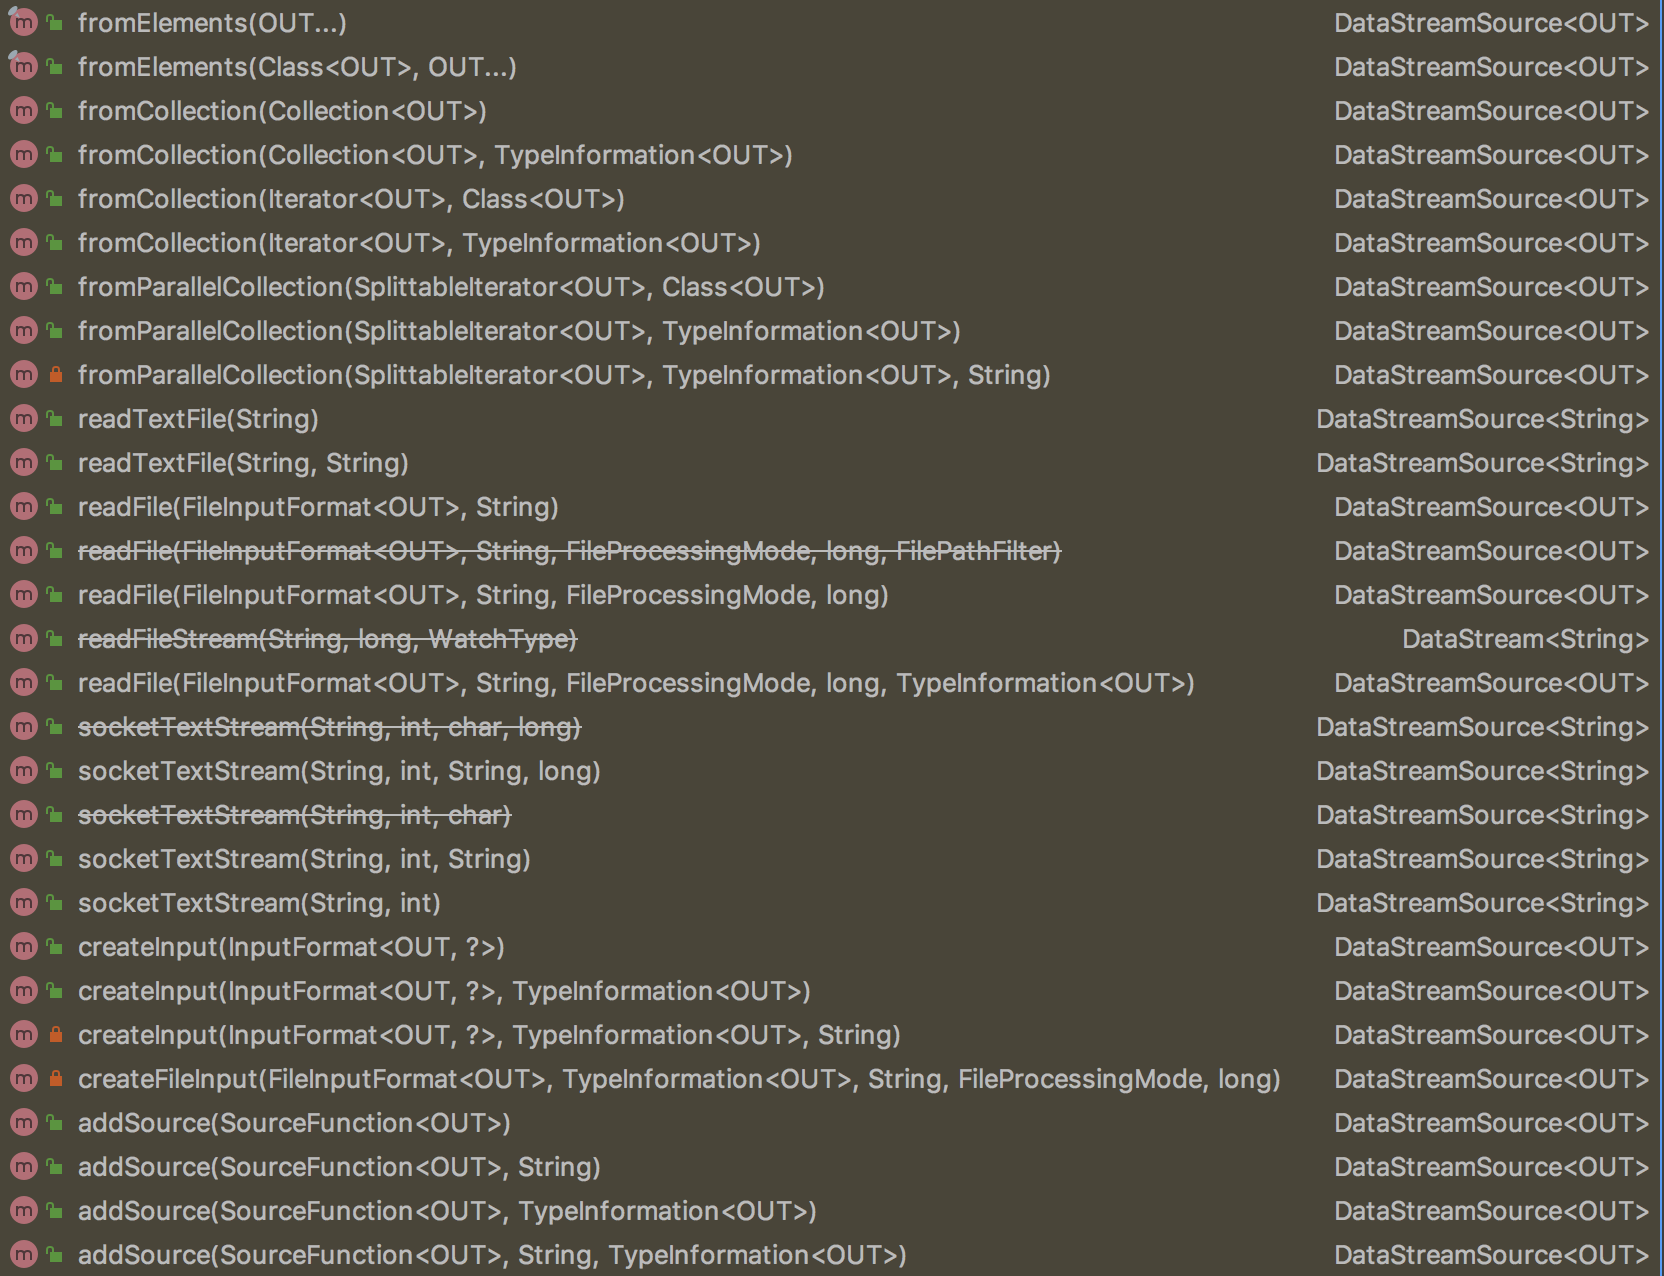 fromElements(OUT...) DataStreamSource<OUT>
fromElements(Class<OUT>, OUT...) DataStreamSource<OUT>
fromCollection(Collection<OUT>) DataStreamSource<OUT>
fromCollection(Collection<OUT>, TypeInformation<OUT>) DataStreamSource<OUT>
fromCollection(Iterator<OUT>, Class<OUT>) DataStreamSource<OUT>
fromCollection(Iterator<OUT>, TypeInformation<OUT>) DataStreamSource<OUT>
fromParallelCollection(SplittableIterator<OUT>, Class<OUT>) DataStreamSource<OUT>
fromParallelCollection(SplittableIterator<OUT>, TypeInformation<OUT>) DataStreamSource<OUT>
fromParallelCollection(SplittableIterator<OUT>, TypeInformation<OUT>, String) DataStreamSource<OUT>
readTextFile(String) DataStreamSource<String>
readTextFile(String, String) DataStreamSource<String>
readFile(FileInputFormat<OUT>, String) DataStreamSource<OUT>
readFile(FileInputFormat<OUT>, String, FileProcessingMode, long, FilePathFilter) DataStreamSource<OUT>
readFile(FileInputFormat<OUT>, String, FileProcessingMode, long) DataStreamSource<OUT>
readFileStream(String, long, WatchType) DataStream<String>
readFile(FileInputFormat<OUT>, String, FileProcessingMode, long, TypeInformation<OUT>) DataStreamSource<OUT>
socketTextStream(String, int, char, long) DataStreamSource<String>
socketTextStream(String, int, String, long) DataStreamSource<String>
socketTextStream(String, int, char) DataStreamSource<String>
socketTextStream(String, int, String) DataStreamSource<String>
socketTextStream(String, int) DataStreamSource<String>
createInput(InputFormat<OUT, ?>) DataStreamSource<OUT>
createInput(InputFormat<OUT, ?>, TypeInformation<OUT>) DataStreamSource<OUT>
createInput(InputFormat<OUT, ?>, TypeInformation<OUT>, String) DataStreamSource<OUT>
createFileInput(FileInputFormat<OUT>, TypeInformation<OUT>, String, FileProcessingMode, long) DataStreamSource<OUT>
addSource(SourceFunction<OUT>) DataStreamSource<OUT>
addSource(SourceFunction<OUT>, String) DataStreamSource<OUT>
addSource(SourceFunction<OUT>, TypeInformation<OUT>) DataStreamSource<OUT>
addSource(SourceFunction<OUT>, String, TypeInformation<OUT>) DataStreamSource<OUT>